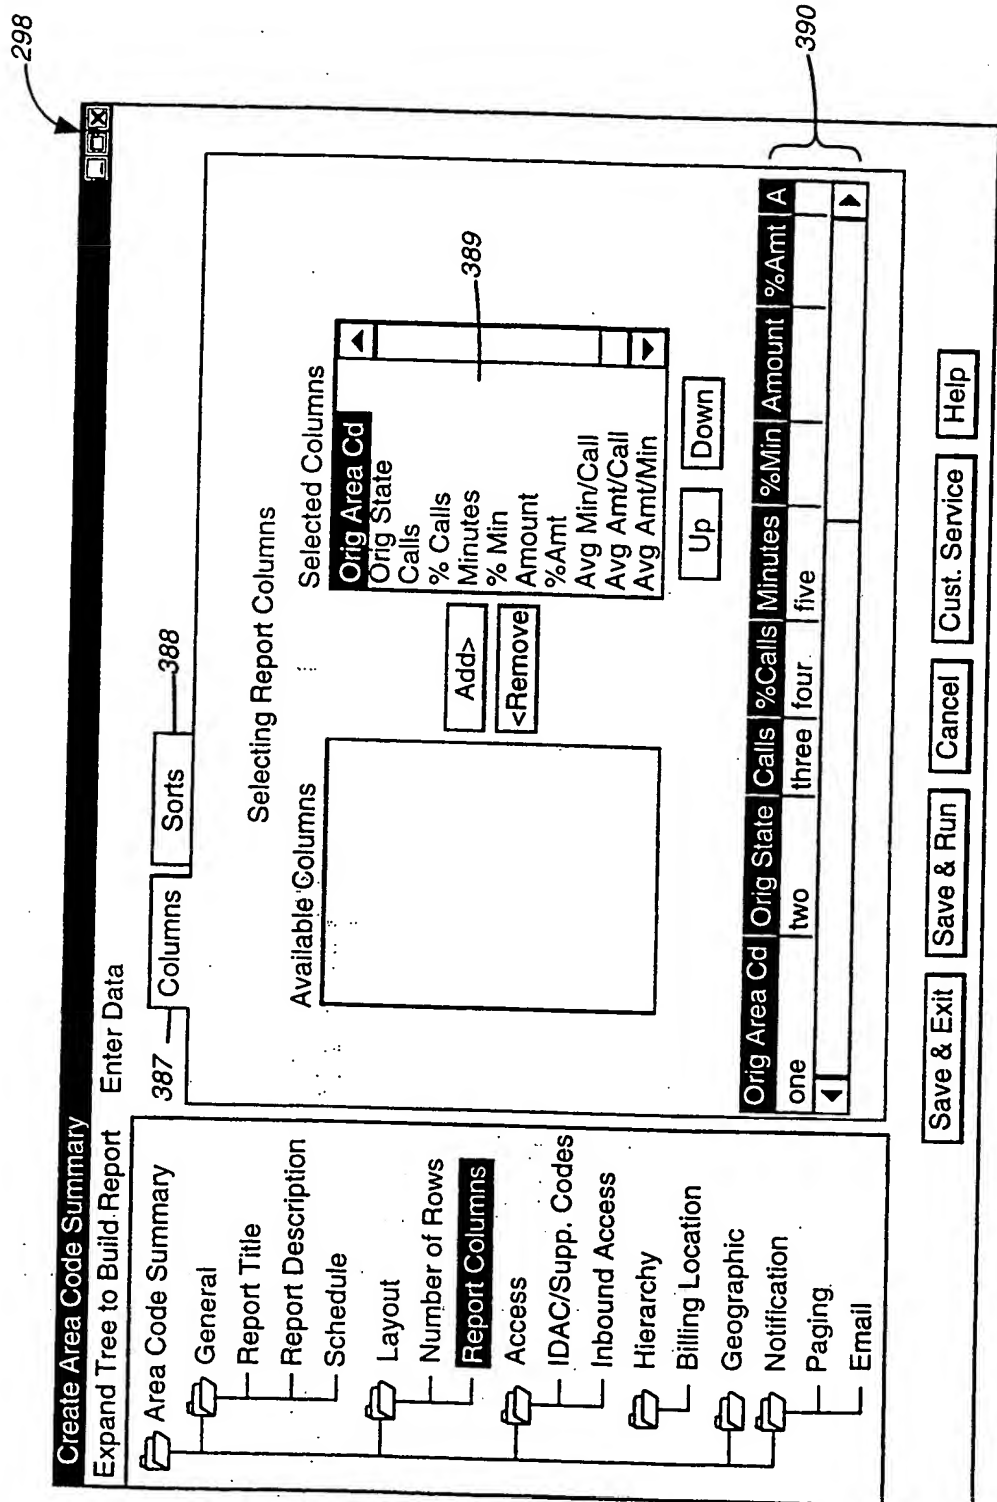 298
Create Area Code Summary
Expand Tree to Build Report
Enter Data
Area Code Summary
General
Report Title
Report Description
Schedule
Layout
Number of Rows
Report Columns
Access
IDAC/Supp. Codes
Inbound Access
Hierarchy
Billing Location
Geographic
Notification
Paging
Email
387
Columns
Sorts
388
Selecting Report Columns
Available Columns
Add>
<Remove
Selected Columns
Orig Area Cd
Orig State
Calls
% Calls
Minutes
% Min
Amount
%Amt
Avg Min/Call
Avg Amt/Call
Avg Amt/Min
389
Up
Down
Orig Area Cd Orig State Calls %Calls Minutes %Min Amount %Amt A
one two three four five
390
Save & Exit
Save & Run
Cancel
Cust. Service
Help